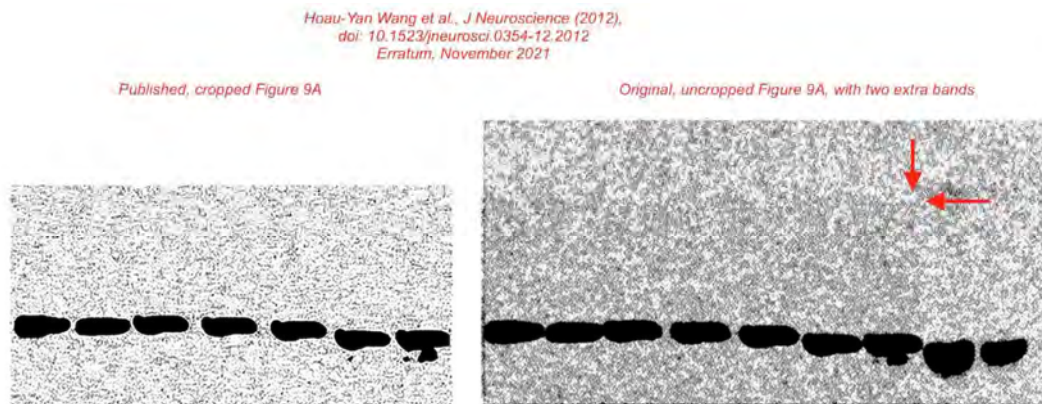 Hoau-Yan Wang et al., J Neuroscience (2012),
doi: 10.1523/jneurosci.0354-12.2012
Erratum, November 2021
Published, cropped Figure 9A
Original, uncropped Figure 9A, with two extra bands